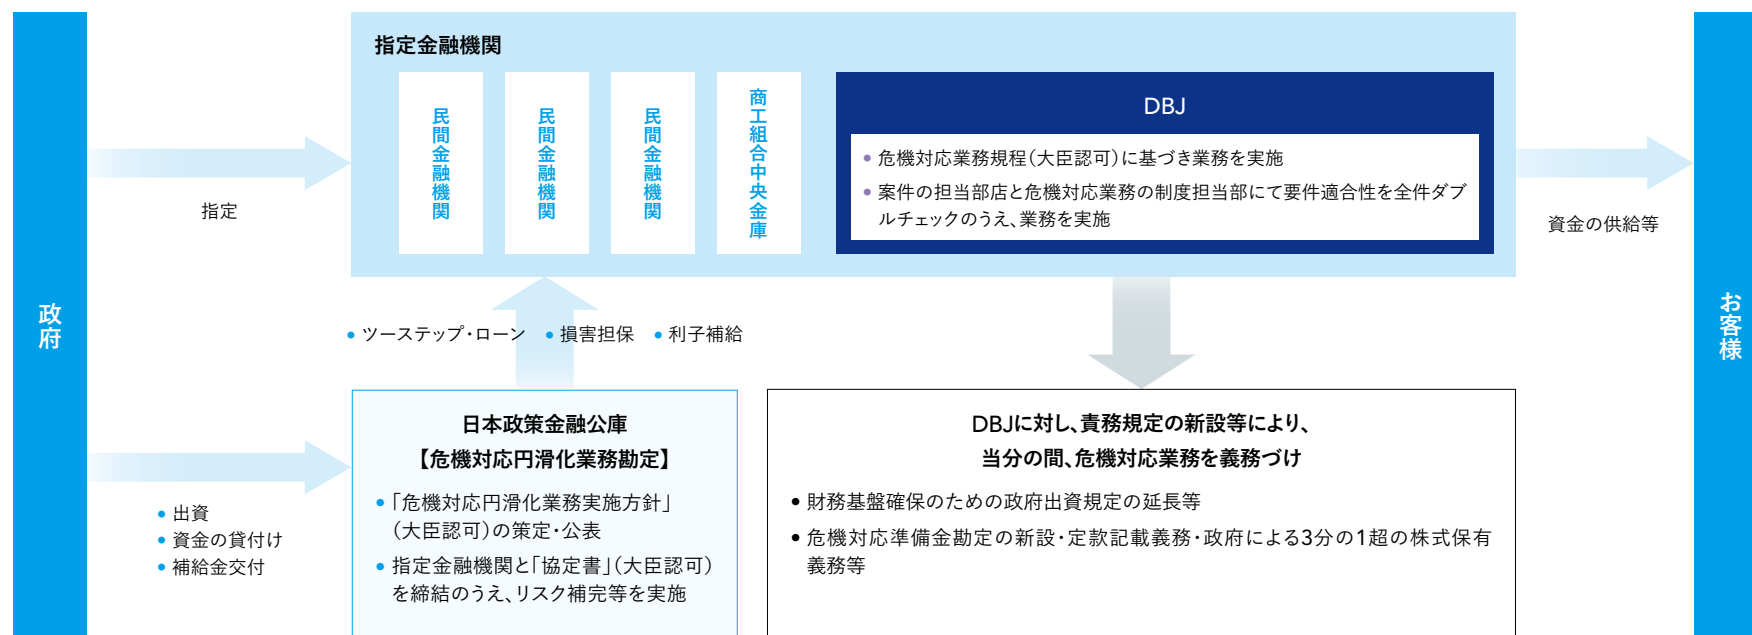 政府
指定
指定金融機関
民間金融機関
民間金融機関
民間金融機関
商工組合中央金庫
DBJ
● 危機対応業務規程(大臣認可)に基づき業務を実施
● 案件の担当部店と危機対応業務の制度担当部にて要件適合性を全件ダブ
ルチェックのうえ、業務を実施
資金の供給等
お客様
● ツーステップ・ローン ● 損害担保 ● 利子補給
● 出資
● 資金の貸付け
● 補給金交付
日本政策金融公庫
【危機対応円滑化業務勘定】
● 「危機対応円滑化業務実施方針」
(大臣認可)の策定・公表
● 指定金融機関と「協定書」(大臣認可)
を締結のうえ、リスク補完等を実施
DBJに対し、責務規定の新設等により、
当分の間、危機対応業務を義務づけ
● 財務基盤確保のための政府出資規定の延長等
● 危機対応準備金勘定の新設・定款記載義務・政府による3分の1超の株式保有
義務等